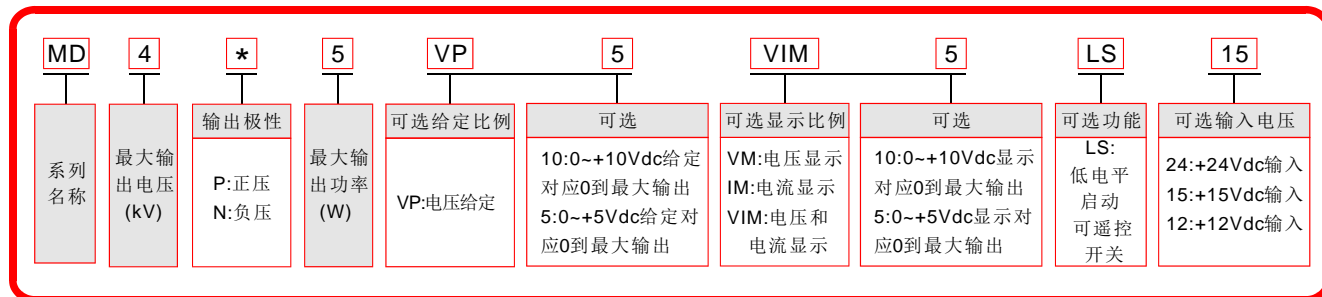 MD 4 * 5 VP 5 VIM 5 LS 15
系列
名称
最大输
出电压
(kV)
输出极性
P:正压
N:负压
最大输
出功率
(W)
可选给定比例
VP:电压给定
可选
10:0~+10Vdc给定
对应0到最大输出
5:0~+5Vdc给定对
应0到最大输出
可选显示比例
VM:电压显示
IM:电流显示
VIM:电压和
电流显示
可选
10:0~+10Vdc显示
对应0到最大输出
5:0~+5Vdc显示对
应0到最大输出
可选功能
LS:
低电平
启动
可遥控
开关
可选输入电压
24:+24Vdc输入
15:+15Vdc输入
12:+12Vdc输入